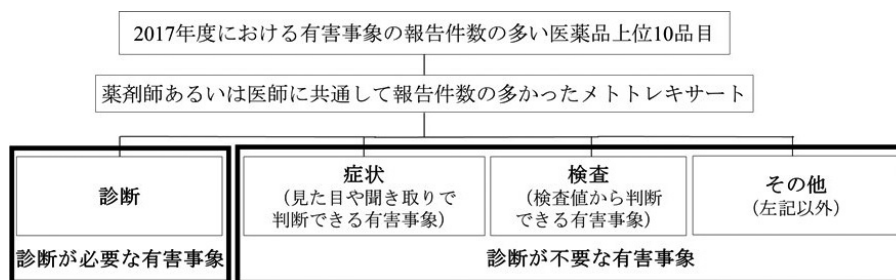 2017年度における有害事象の報告件数の多い医薬品上位10品目
薬剤師あるいは医師に共通して報告件数の多かったメトトレキサート
診断
診断が必要な有害事象
症状
（見た目や聞き取りで
判断できる有害事象）
検査
（検査値から判断
できる有害事象）
その他
（左記以外）
診断が不要な有害事象